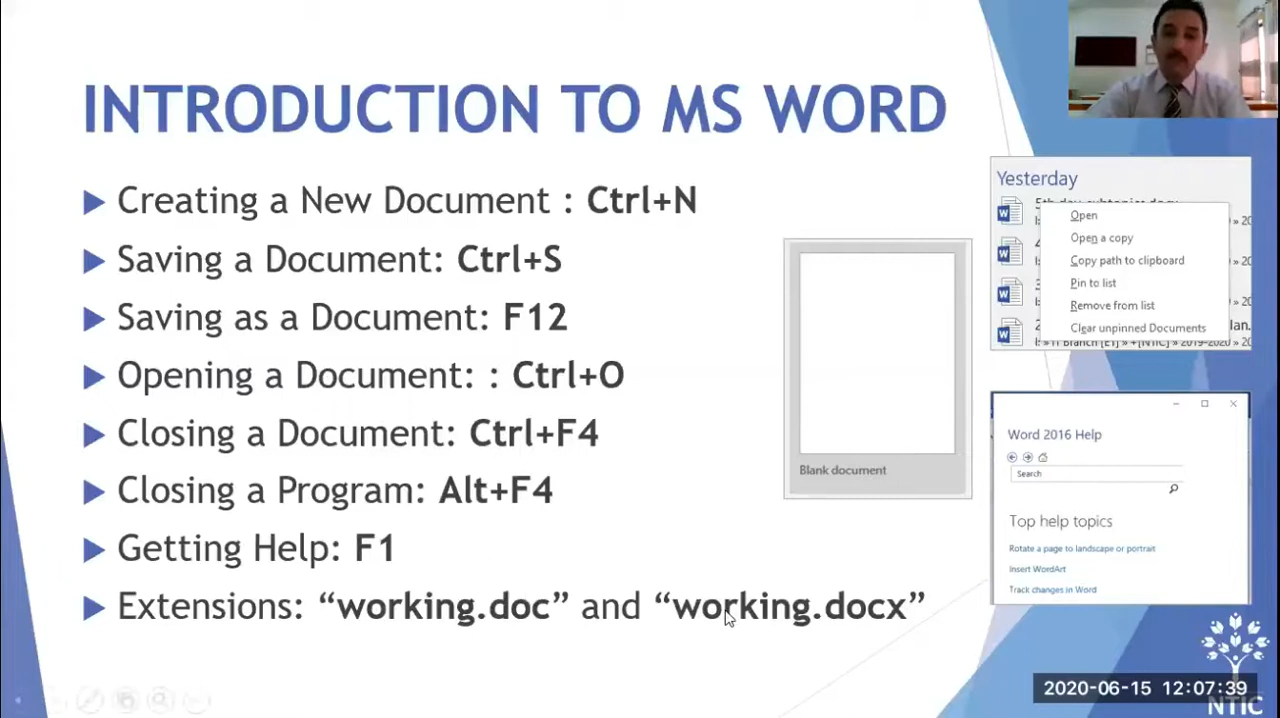 INTRODUCTION TO MS WORD
Creating a New Document : Ctrl+N
Saving a Document: Ctrl+S
Saving as a Document: F12
Opening a Document: : Ctrl+O
Closing a Document: Ctrl+F4
Closing a Program: Alt+F4
Getting Help: F1
Extensions: “working.doc” and “working.docx”
Blank document
Yesterday
Open
Open a copy
Copy path to clipboard
Pin to list
Remove from list
Clear unpinned Documents
Word 2016 Help
Search
Top help topics
Rotate a page to landscape or portrait
Insert WordArt
Track changes in Word
2020-06-15 12:07:39
NTIC